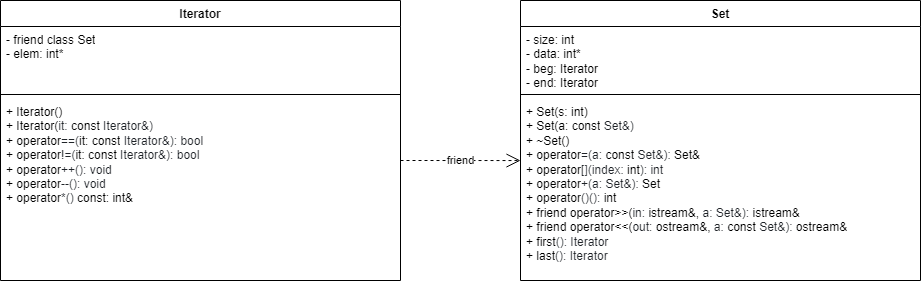 Iterator
- friend class Set
- elem: int*
+ Iterator()
+ Iterator(it: const Iterator&)
+ operator==(it: const Iterator&): bool
+ operator!=(it: const Iterator&): bool
+ operator++(): void
+ operator--(): void
+ operator*() const: int&
friend
Set
- size: int
- data: int*
- beg: Iterator
- end: Iterator
+ Set(s: int)
+ Set(a: const Set&)
+ ~Set()
+ operator=(a: const Set&): Set&
+ operator[](index: int): int
+ operator+(a: Set&): Set
+ operator()(): int
+ friend operator>>(in: istream&, a: Set&): istream&
+ friend operator<<(out: ostream&, a: const Set&): ostream&
+ first(): Iterator
+ last(): Iterator